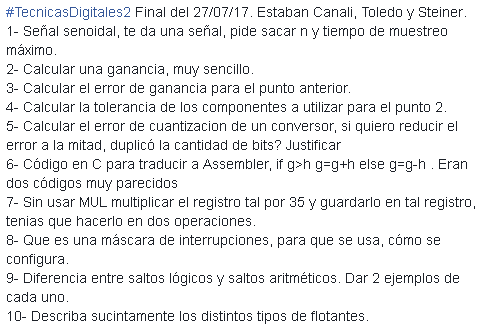 #TecnicasDigitales2 Final del 27/07/17. Estaban Canali, Toledo y Steiner.
1- Señal senoidal, te da una señal, pide sacar n y tiempo de muestreo
máximo.
2- Calcular una ganancia, muy sencillo.
3- Calcular el error de ganancia para el punto anterior.
4- Calcular la tolerancia de los componentes a utilizar para el punto 2.
5- Calcular el error de cuantizacion de un conversor, si quiero reducir el
error a la mitad, duplicó la cantidad de bits? Justificar
6- Código en C para traducir a Assembler, if g>h g=g+h else g=g-h . Eran
dos códigos muy parecidos
7- Sin usar MUL multiplicar el registro tal por 35 y guardarlo en tal registro,
tenias que hacerlo en dos operaciones.
8- Que es una máscara de interrupciones, para que se usa, cómo se
configura.
9- Diferencia entre saltos lógicos y saltos aritméticos. Dar 2 ejemplos de
cada uno.
10- Describa sucintamente los distintos tipos de flotantes.